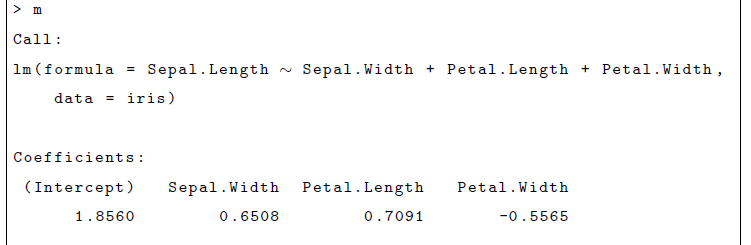 > m
Call:
lm(formula = Sepal.Length ~ Sepal.Width + Petal.Length + Petal.Width,
    data = iris)

Coefficients:
 (Intercept)   Sepal.Width  Petal.Length   Petal.Width
      1.8560        0.6508        0.7091       -0.5565